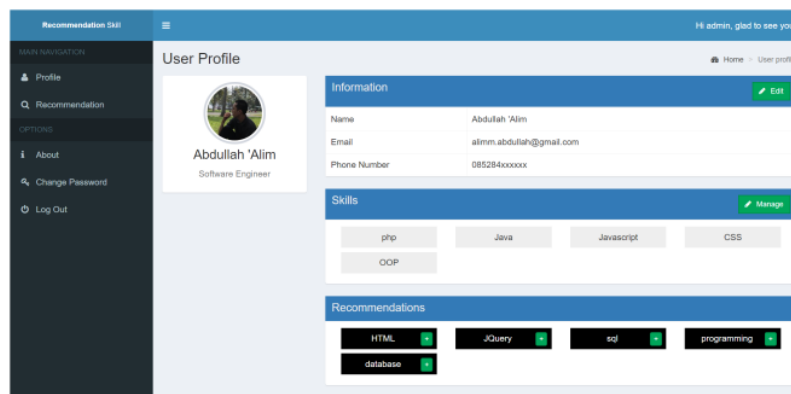 Recommendation Skill
Hi admin, glad to see you
MAIN NAVIGATION
Profile
Recommendation
OPTIONS
About
Change Password
Log Out
User Profile
Home > User profil
Abdullah 'Alim
Software Engineer
Information
Edit
Name Abdullah 'Alim
Email alimm.abdullah@gmail.com
Phone Number 085284xxxxxx
Skills
Manage
php Java Javascript CSS
OOP
Recommendations
HTML + JQuery + sql + programming +
database +